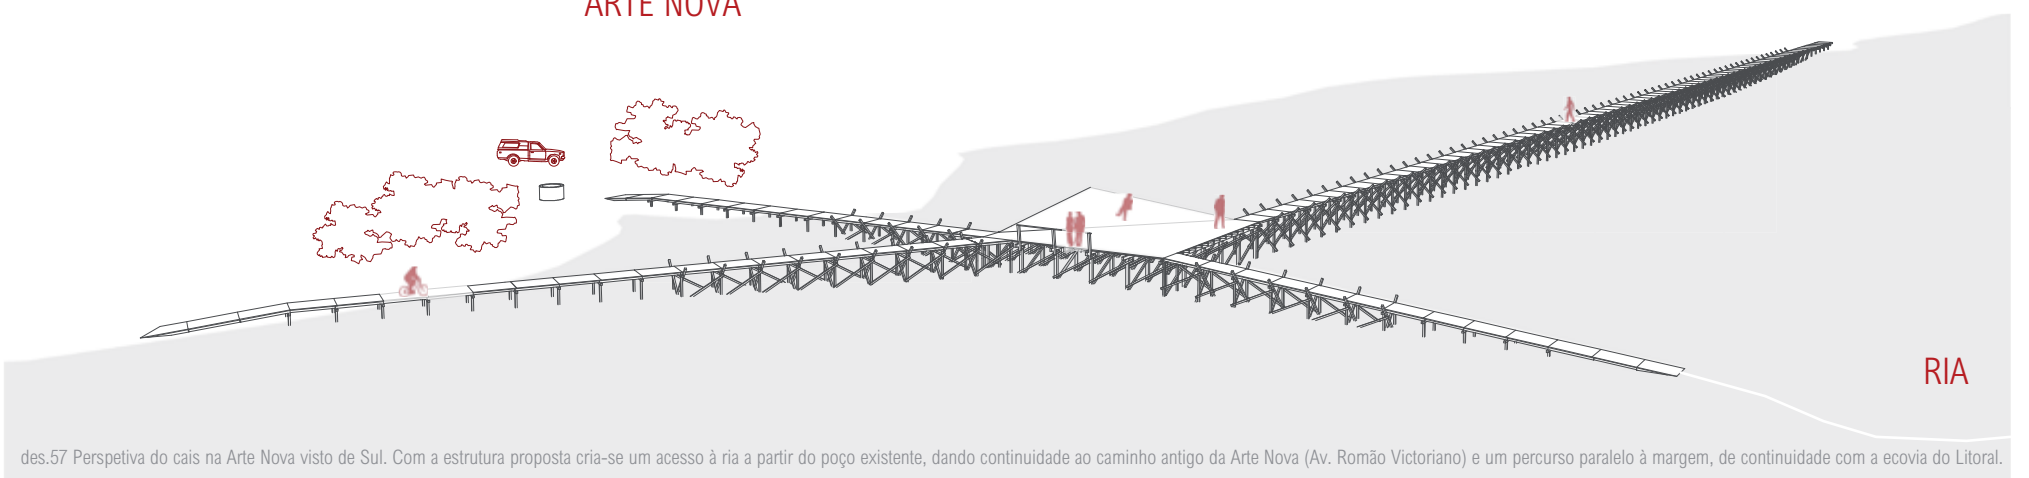 ARTE NOVA
RIA
des.57 Perspetiva do cais na Arte Nova visto de Sul. Com a estrutura proposta cria-se um acesso à ria a partir do poço existente, dando continuidade ao caminho antigo da Arte Nova (Av. Romão Victoriano) e um percurso paralelo à margem, de continuidade com a ecovia do Litoral.